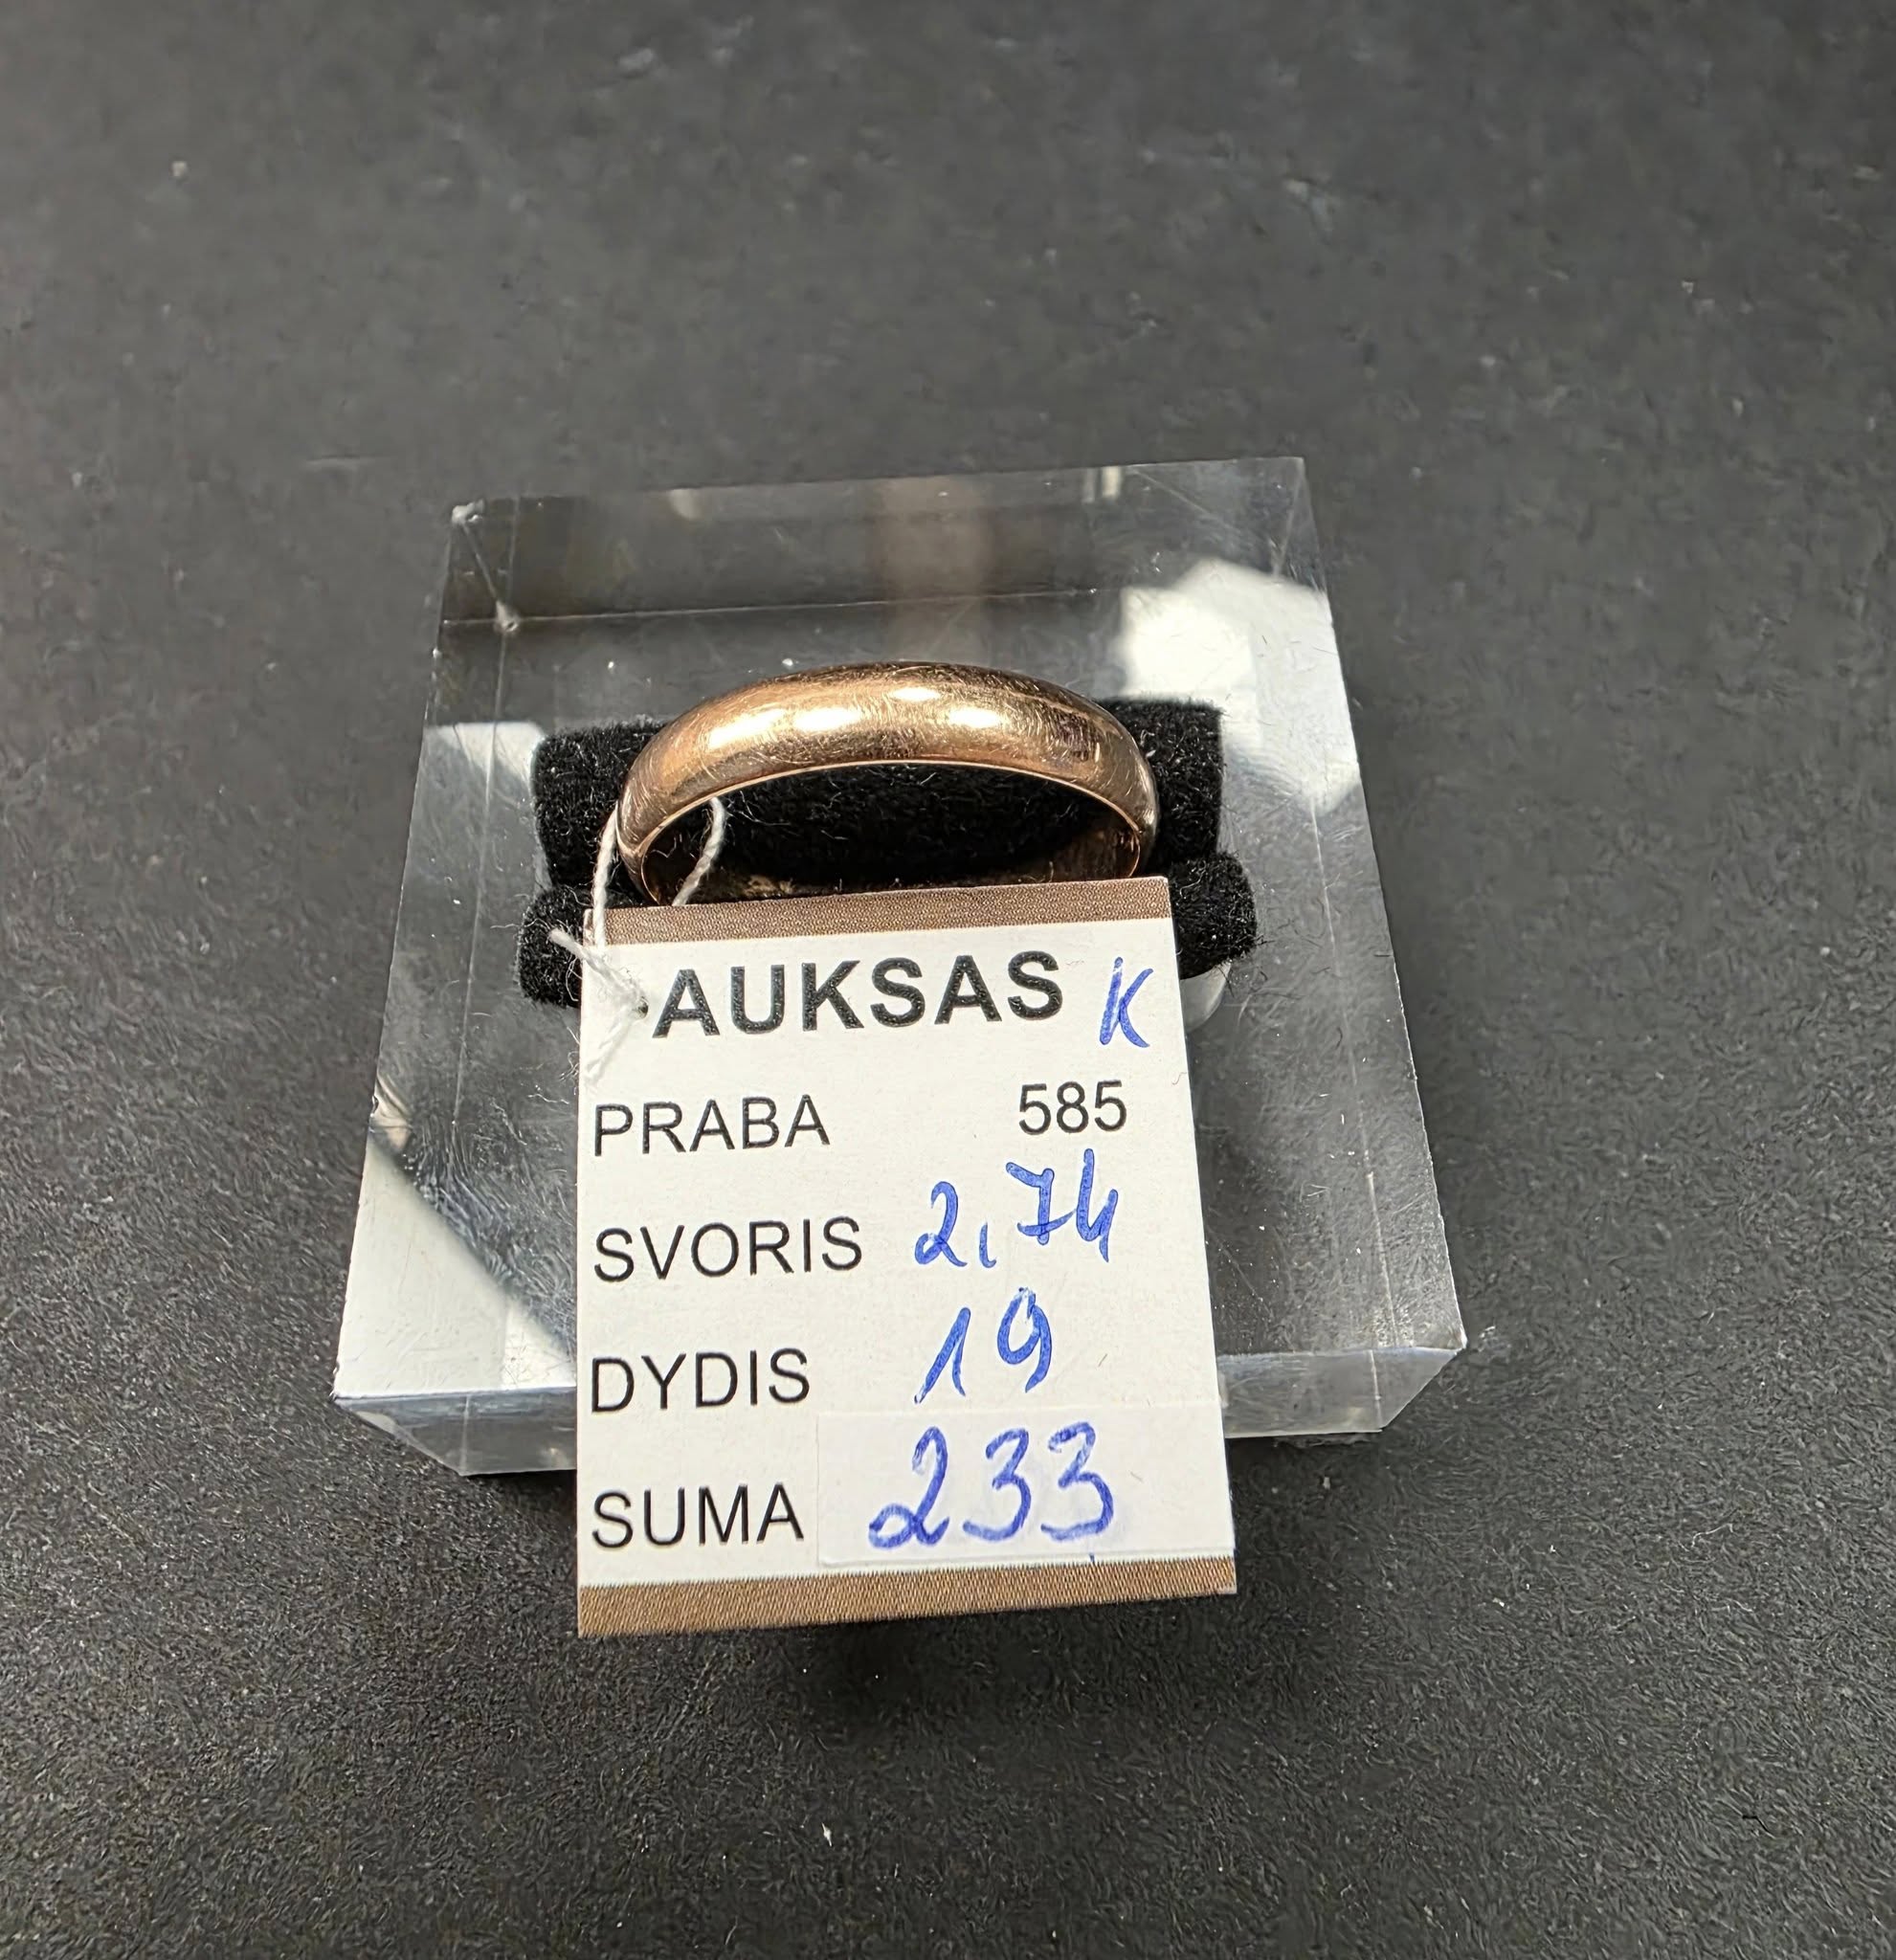 AUKSAS K
PRABA 585
SVORIS 2,74
DYDIS 19
SUMA 233